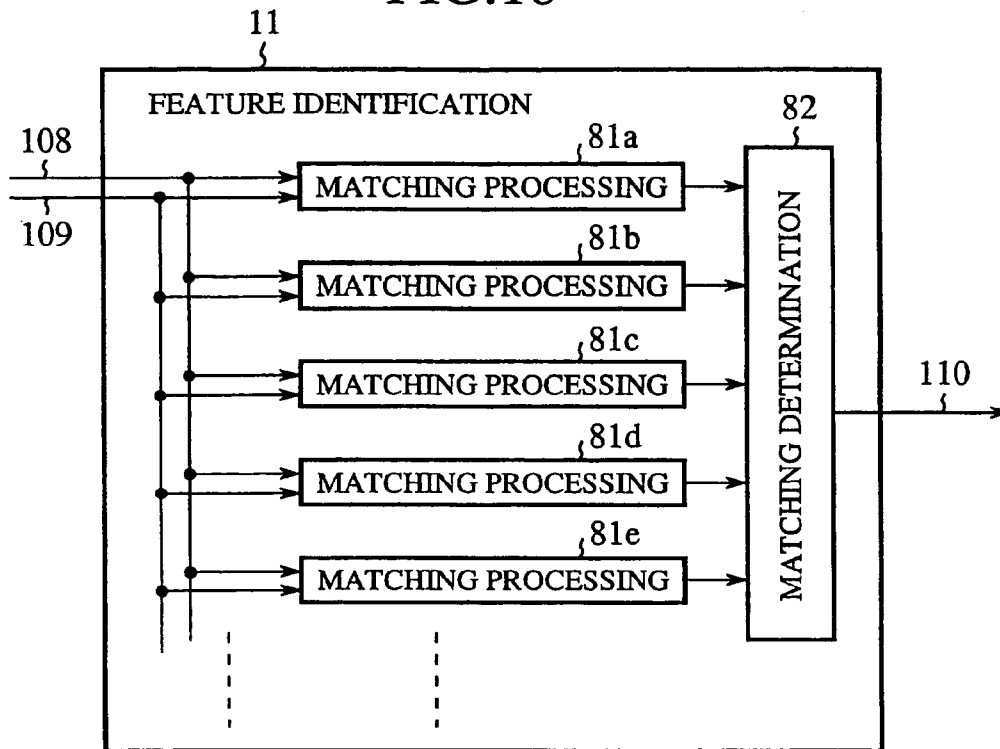 11
FEATURE IDENTIFICATION
108
109
81a
MATCHING PROCESSING
81b
MATCHING PROCESSING
81c
MATCHING PROCESSING
81d
MATCHING PROCESSING
81e
MATCHING PROCESSING
82
MATCHING DETERMINATION
110